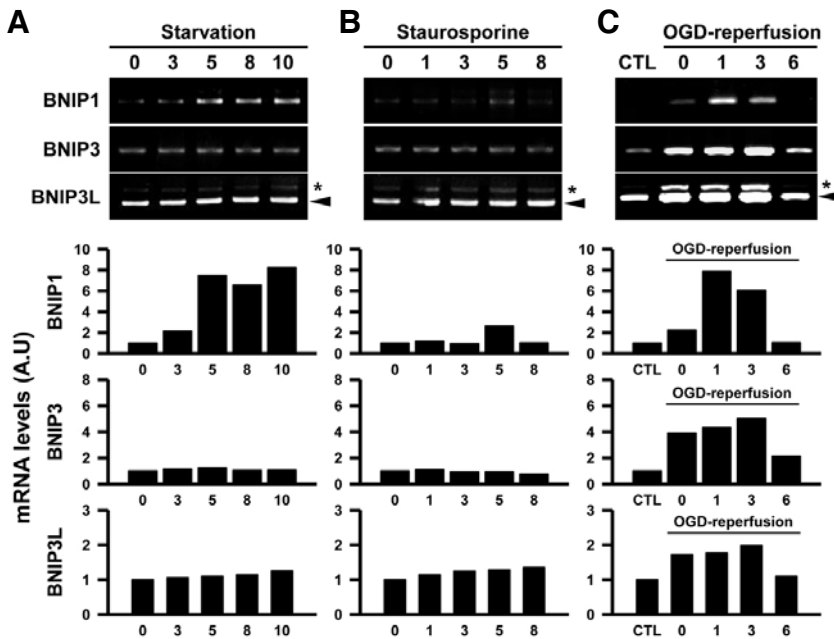 A B C
Starvation Staurosporine OGD-reperfusion
0 3 5 8 10 0 1 3 5 8 CTL 0 1 3 6
BNIP1
BNIP3
BNIP3L * * *
mRNA levels (A.U)
BNIP1
10 10 10 OGD-reperfusion
8 8 8
6 6 6
4 4 4
2 2 2
0 0 0
0 3 5 8 10 0 1 3 5 8 CTL 0 1 3 6
BNIP3
8 8 8 OGD-reperfusion
6 6 6
4 4 4
2 2 2
0 0 0
0 3 5 8 10 0 1 3 5 8 CTL 0 1 3 6
BNIP3L
3 3 3 OGD-reperfusion
2 2 2
1 1 1
0 0 0
0 3 5 8 10 0 1 3 5 8 CTL 0 1 3 6